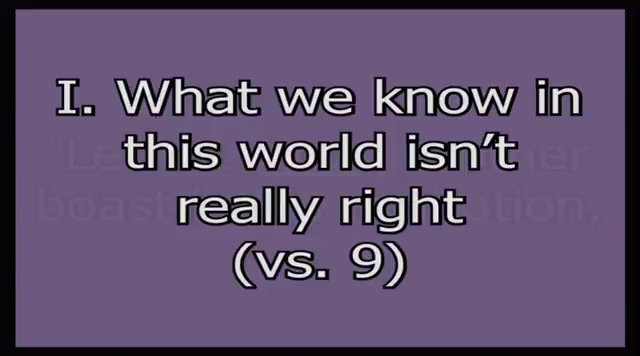 I. What we know in
this world isn't
really right
(vs. 9)